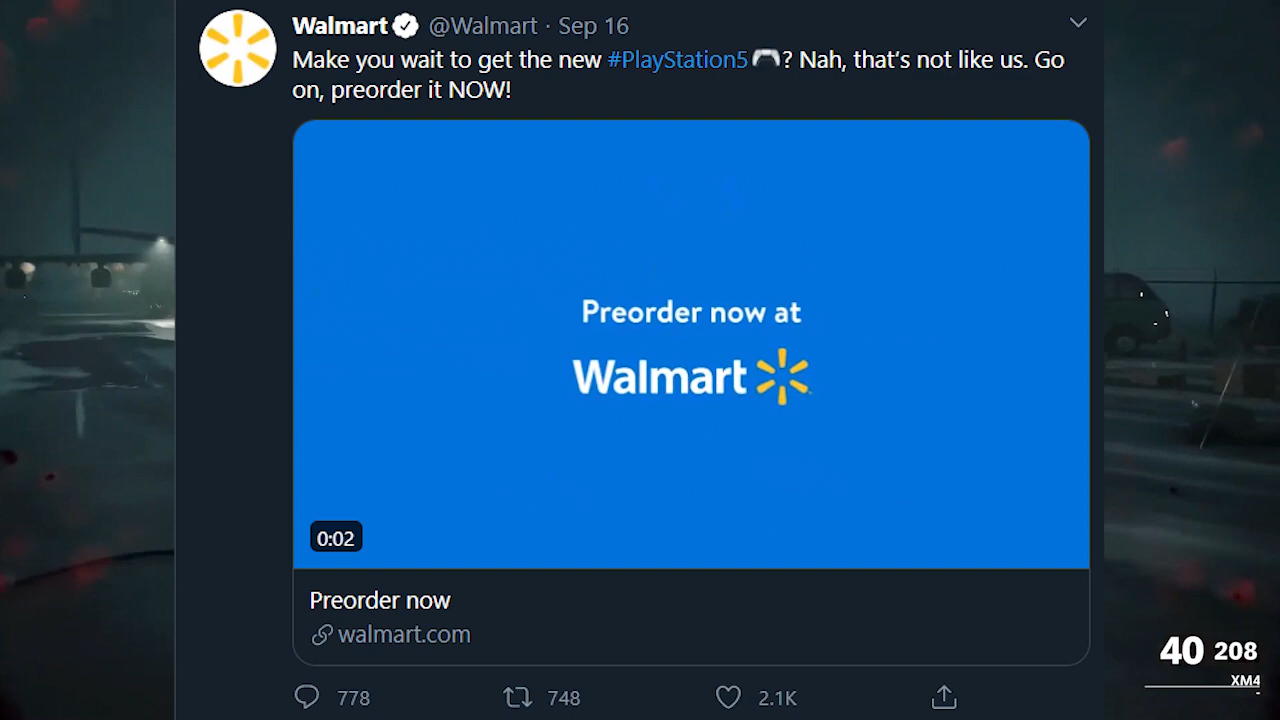 Walmart @Walmart · Sep 16
Make you wait to get the new #PlayStation5🎮? Nah, that's not like us. Go
on, preorder it NOW!
Preorder now at
Walmart
0:02
Preorder now
walmart.com
778 748 2.1K
40 208
XM4